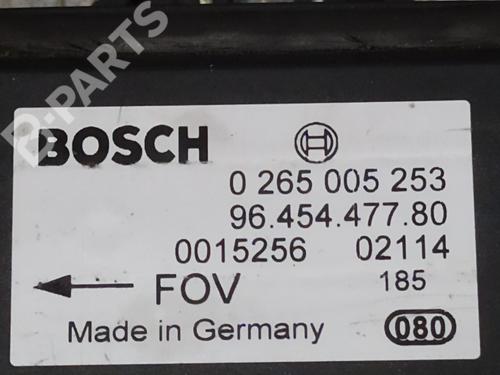 B-PARTS
BOSCH
0 265 005 253
96.454.477.80
0015256 02114
FOV 185
Made in Germany 080